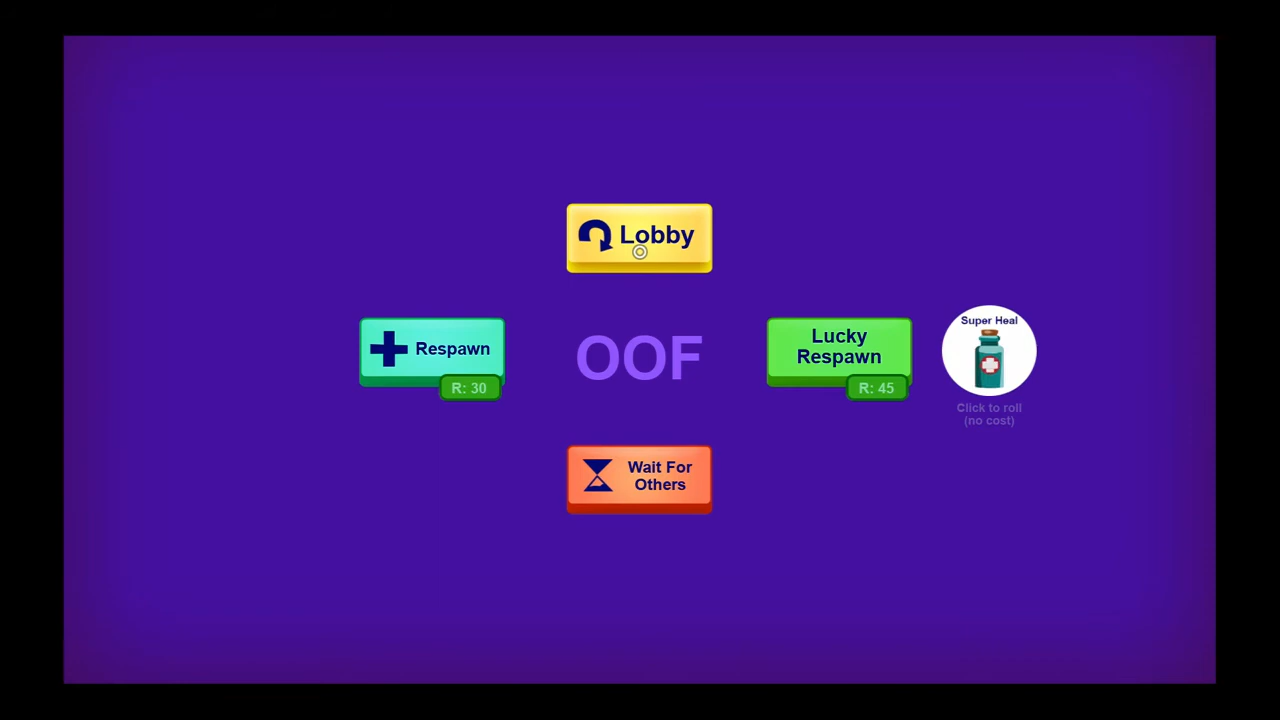 Lobby
Respawn
R: 30
OOF
Lucky
Respawn
R: 45
Super Heal
Click to roll
(no cost)
Wait For
Others